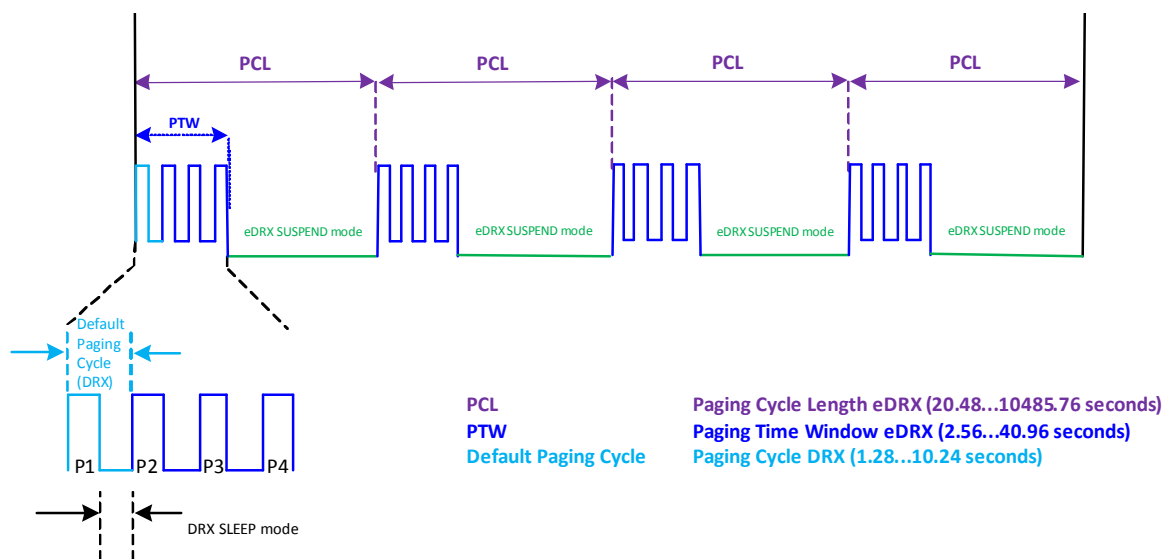 PCL
PCL
PCL
PCL
PTW
eDRX SUSPEND mode
eDRX SUSPEND mode
eDRX SUSPEND mode
eDRX SUSPEND mode
Default
Paging
Cycle
(DRX)
P1
P2
P3
P4
DRX SLEEP mode
PCL Paging Cycle Length eDRX (20.48...10485.76 seconds)
PTW Paging Time Window eDRX (2.56...40.96 seconds)
Default Paging Cycle Paging Cycle DRX (1.28...10.24 seconds)